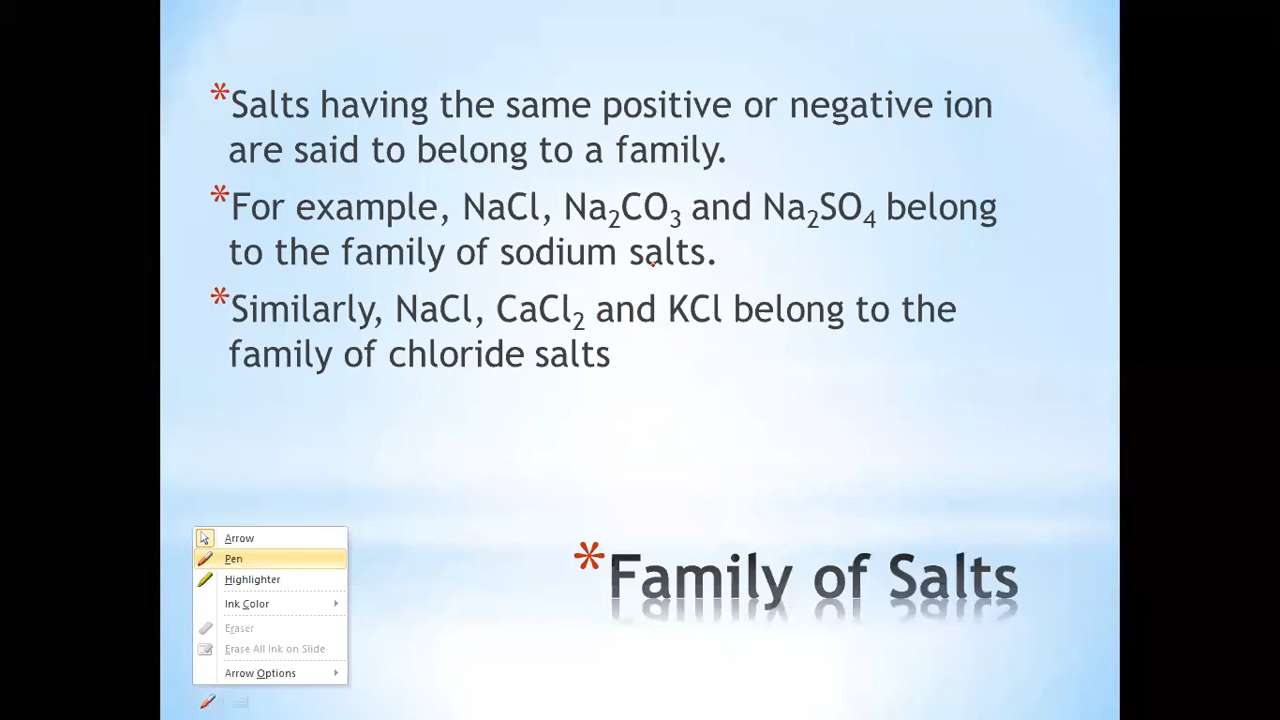 *Salts having the same positive or negative ion
are said to belong to a family.
*For example, NaCl, Na₂CO₃ and Na₂SO₄ belong
to the family of sodium salts.
*Similarly, NaCl, CaCl₂ and KCl belong to the
family of chloride salts
*Family of Salts
Arrow
Pen
Highlighter
Ink Color
Eraser
Erase All Ink on Slide
Arrow Options